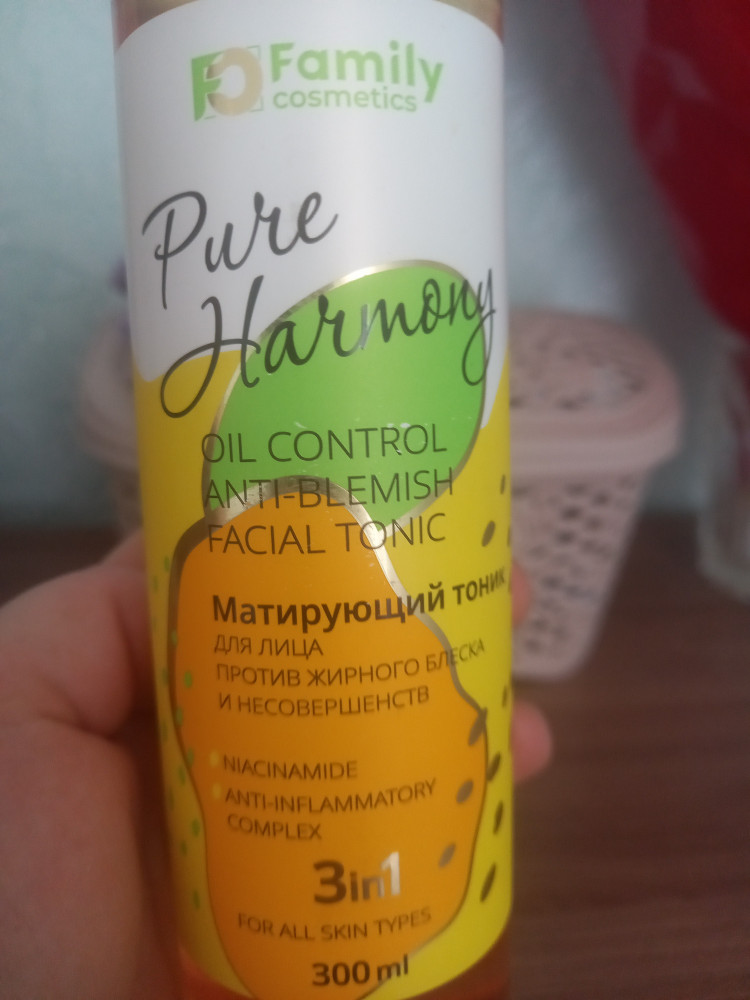 FC Family
cosmetics
Pure
Harmony
OIL CONTROL
ANTI-BLEMISH
FACIAL TONIC
Матирующий тоник
ДЛЯ ЛИЦА
ПРОТИВ ЖИРНОГО БЛЕСКА
И НЕСОВЕРШЕНСТВ
NIACINAMIDE
ANTI-INFLAMMATORY
COMPLEX
3in1
FOR ALL SKIN TYPES
300 ml